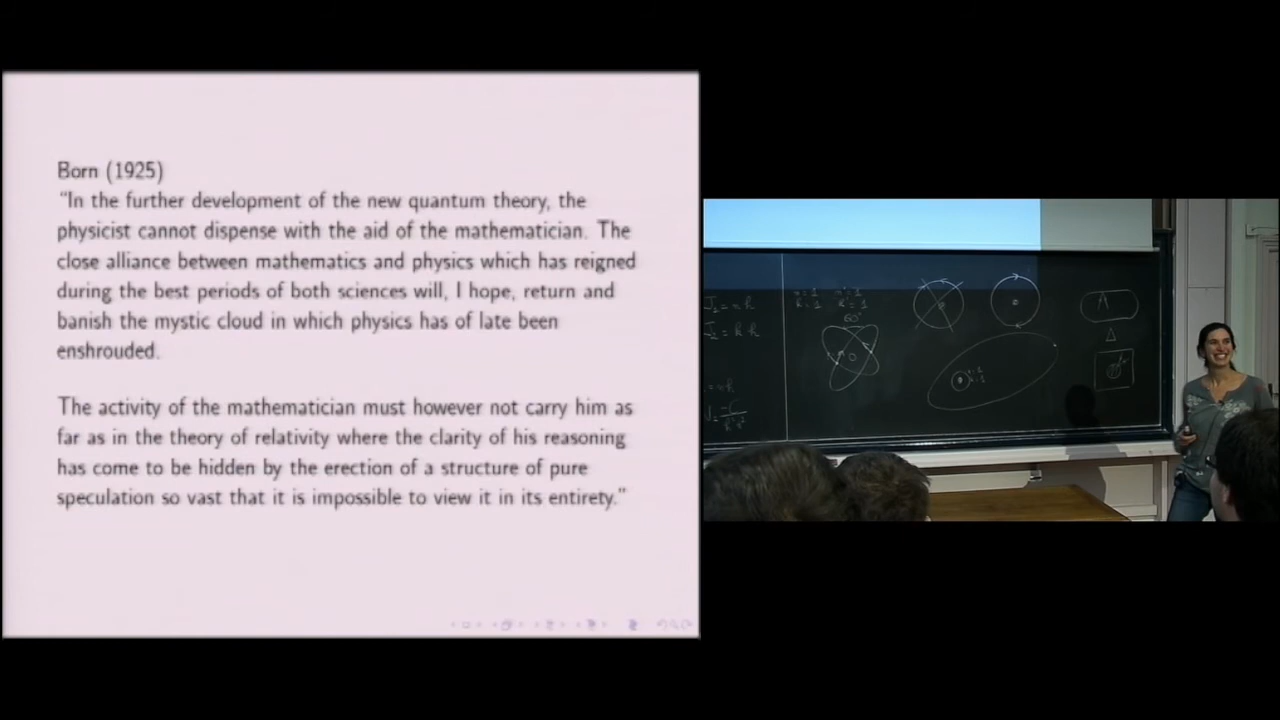 Born (1925)
“In the further development of the new quantum theory, the
physicist cannot dispense with the aid of the mathematician. The
close alliance between mathematics and physics which has reigned
during the best periods of both sciences will, I hope, return and
banish the mystic cloud in which physics has of late been
enshrouded.
The activity of the mathematician must however not carry him as
far as in the theory of relativity where the clarity of his reasoning
has come to be hidden by the erection of a structure of pure
speculation so vast that it is impossible to view it in its entirety.”
60°
A
Δ